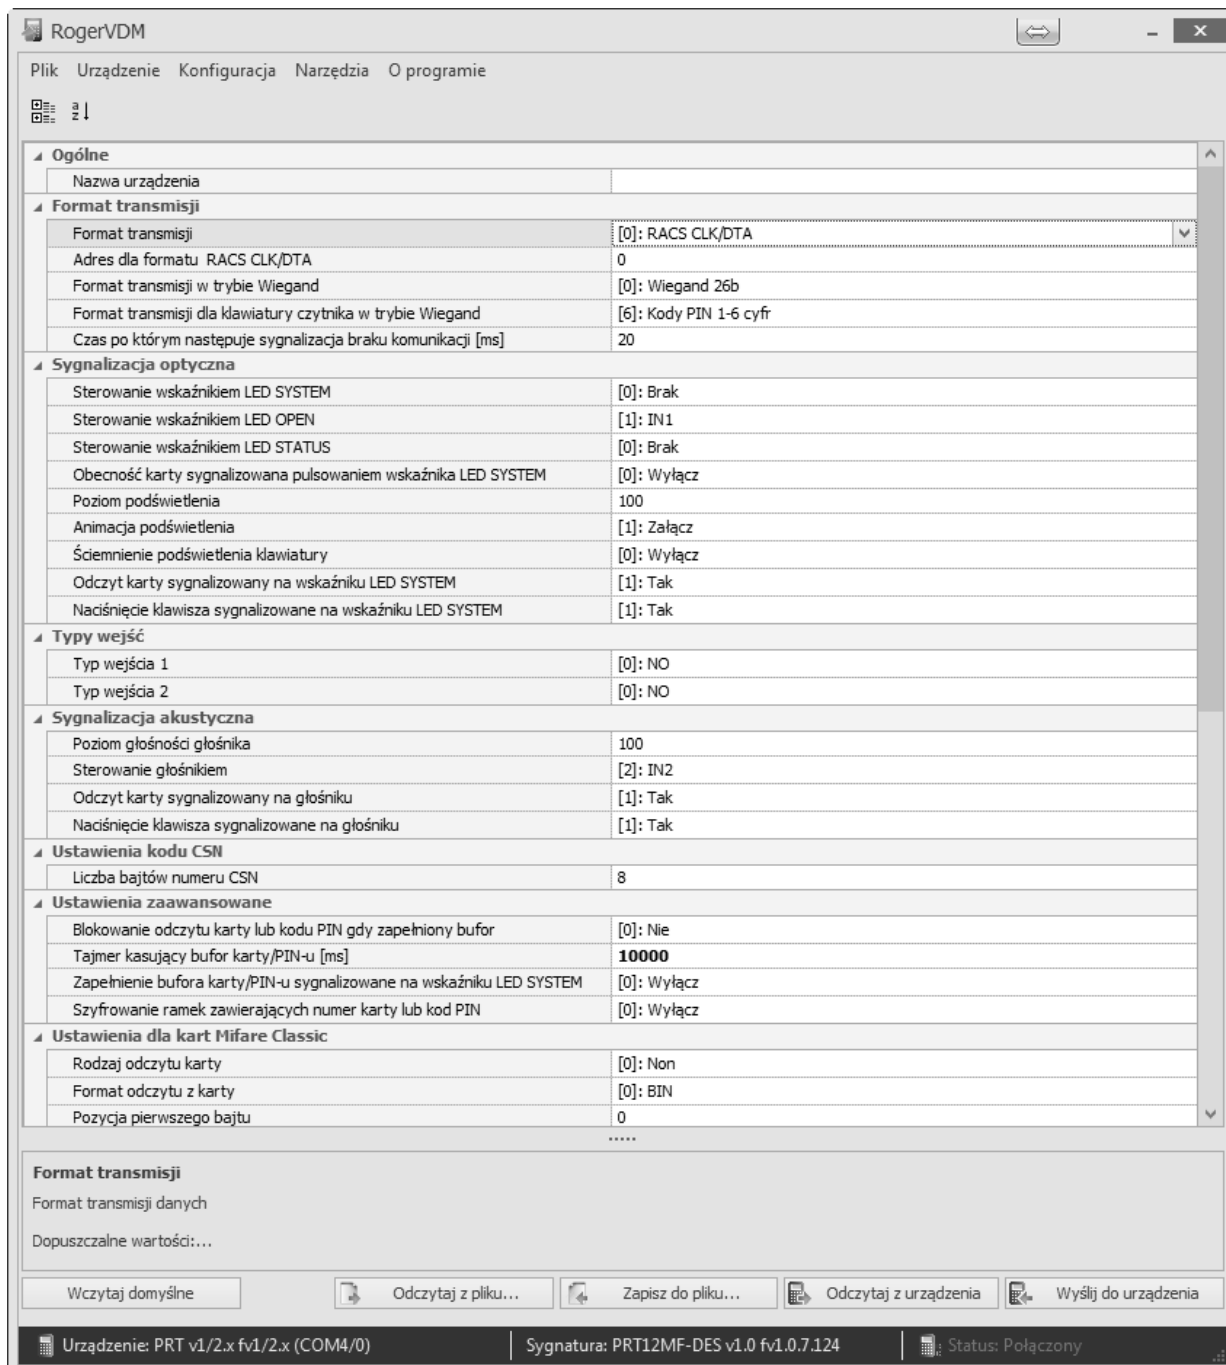 RogerVDM
Plik Urządzenie Konfiguracja Narzędzia O programie
Ogólne
Nazwa urządzenia
Format transmisji
Format transmisji [0]: RACS CLK/DTA
Adres dla formatu RACS CLK/DTA 0
Format transmisji w trybie Wiegand [0]: Wiegand 26b
Format transmisji dla klawiatury czytnika w trybie Wiegand [6]: Kody PIN 1-6 cyfr
Czas po którym następuje sygnalizacja braku komunikacji [ms] 20
Sygnalizacja optyczna
Sterowanie wskaźnikiem LED SYSTEM [0]: Brak
Sterowanie wskaźnikiem LED OPEN [1]: IN1
Sterowanie wskaźnikiem LED STATUS [0]: Brak
Obecność karty sygnalizowana pulsowaniem wskaźnika LED SYSTEM [0]: Wyłącz
Poziom podświetlenia 100
Animacja podświetlenia [1]: Załącz
Ściemnienie podświetlenia klawiatury [0]: Wyłącz
Odczyt karty sygnalizowany na wskaźniku LED SYSTEM [1]: Tak
Naciśnięcie klawisza sygnalizowane na wskaźniku LED SYSTEM [1]: Tak
Typy wejść
Typ wejścia 1 [0]: NO
Typ wejścia 2 [0]: NO
Sygnalizacja akustyczna
Poziom głośności głośnika 100
Sterowanie głośnikiem [2]: IN2
Odczyt karty sygnalizowany na głośniku [1]: Tak
Naciśnięcie klawisza sygnalizowane na głośniku [1]: Tak
Ustawienia kodu CSN
Liczba bajtów numeru CSN 8
Ustawienia zaawansowane
Blokowanie odczytu karty lub kodu PIN gdy zapełniony bufor [0]: Nie
Tajmer kasujący bufor karty/PIN-u [ms] 10000
Zapełnienie bufora karty/PIN-u sygnalizowane na wskaźniku LED SYSTEM [0]: Wyłącz
Szyfrowanie ramek zawierających numer karty lub kod PIN [0]: Wyłącz
Ustawienia dla kart Mifare Classic
Rodzaj odczytu karty [0]: Non
Format odczytu z karty [0]: BIN
Pozycja pierwszego bajtu 0
Format transmisji
Format transmisji danych
Dopuszczalne wartości:...
Wczytaj domyślne Odczytaj z pliku... Zapisz do pliku... Odczytaj z urządzenia Wyślij do urządzenia
Urządzenie: PRT v1/2.x fv1/2.x (COM4/0) Sygnatura: PRT12MF-DES v1.0 fv1.0.7.124 Status: Połączony